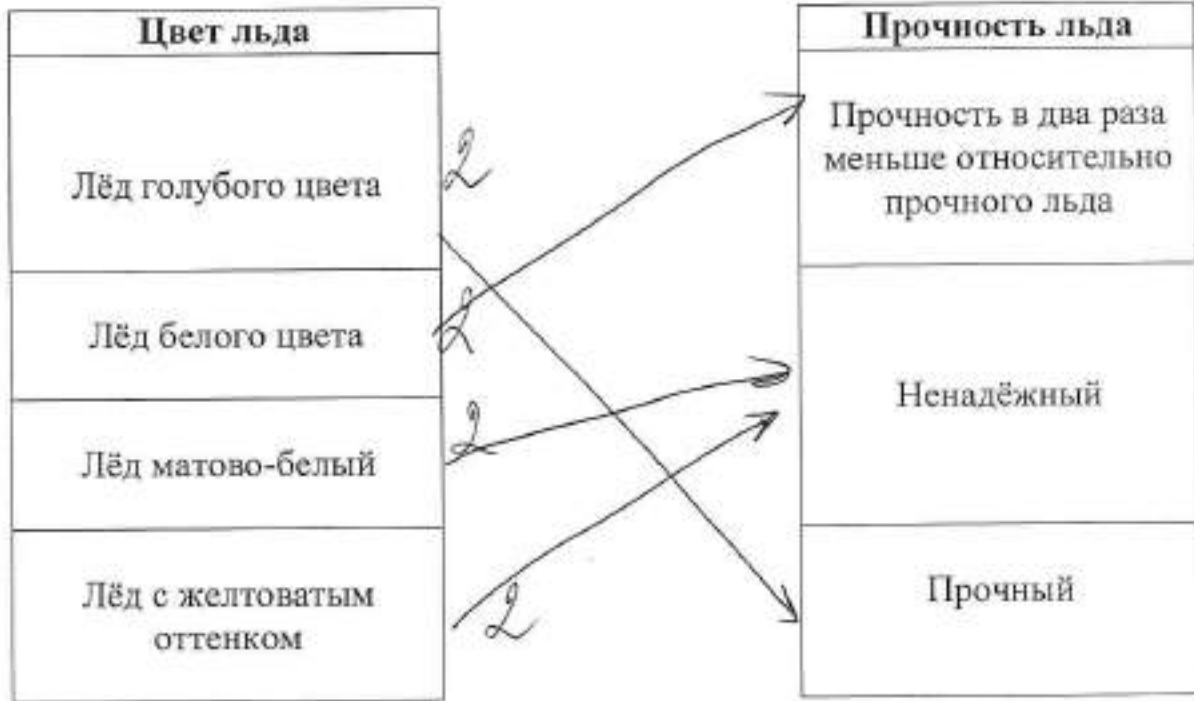 Цвет льда
Лёд голубого цвета
Лёд белого цвета
Лёд матово-белый
Лёд с желтоватым
оттенком
2
2
2
2
Прочность льда
Прочность в два раза
меньше относительно
прочного льда
Ненадёжный
Прочный